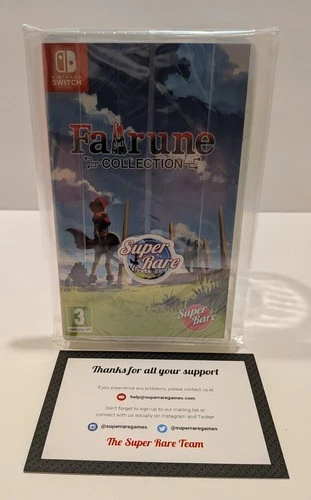 NINTENDO
SWITCH
Fairune
COLLECTION
Super
Rare
Super
Rare
3
Thanks for all your support
If you experience any problems, please contact us at
help@superraregames.com
Don't forget to sign up to our mailing list or
connect with us socially on Instagram and Twitter
@superraregames
@superraregames
The Super Rare Team